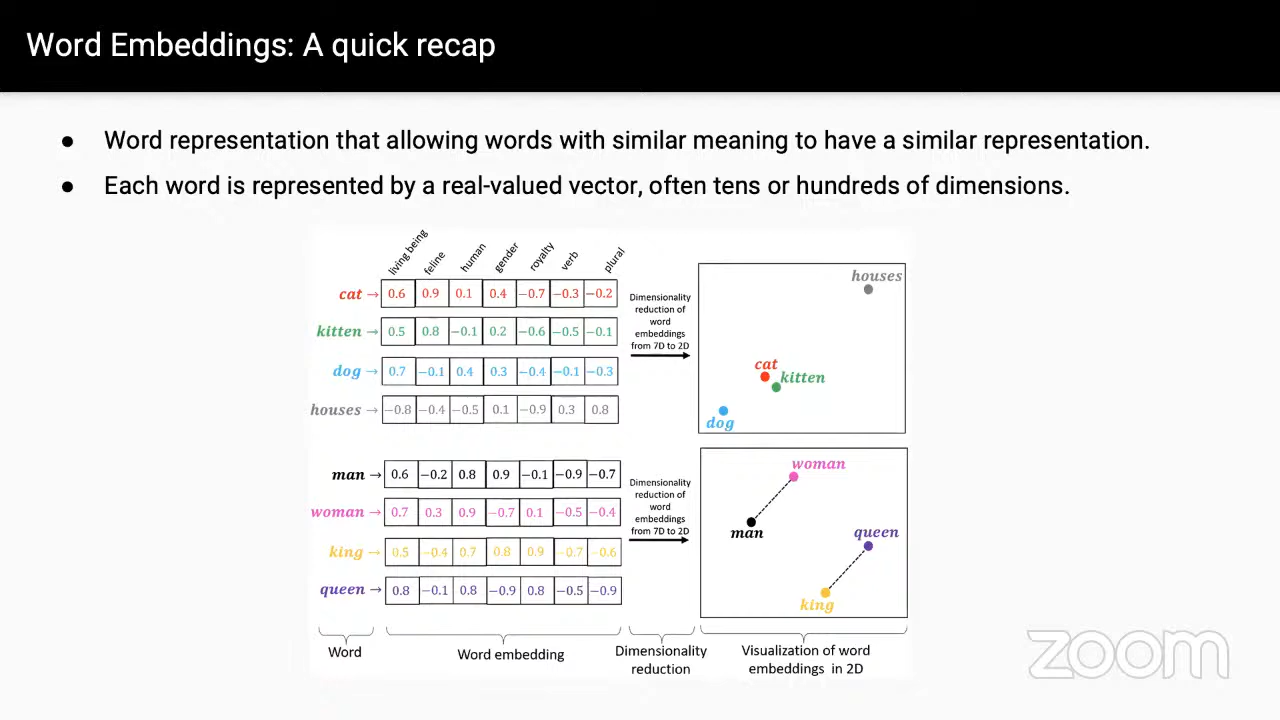 Word Embeddings: A quick recap
● Word representation that allowing words with similar meaning to have a similar representation.
● Each word is represented by a real-valued vector, often tens or hundreds of dimensions.
living being feline human gender royalty verb plural
cat → 0.6 0.9 0.1 0.4 −0.7 −0.3 −0.2
kitten → 0.5 0.8 −0.1 0.2 −0.6 −0.5 −0.1
dog → 0.7 −0.1 0.4 0.3 −0.4 −0.1 −0.3
houses → −0.8 −0.4 −0.5 0.1 −0.9 0.3 0.8
Dimensionality
reduction of
word
embeddings
from 7D to 2D
houses
cat
kitten
dog
man → 0.6 −0.2 0.8 0.9 −0.1 −0.9 −0.7
woman → 0.7 0.3 0.9 −0.7 0.1 −0.5 −0.4
king → 0.5 −0.4 0.7 0.8 0.9 −0.7 −0.6
queen → 0.8 −0.1 0.8 −0.9 0.8 −0.5 −0.9
Dimensionality
reduction of
word
embeddings
from 7D to 2D
woman
man
queen
king
Word
Word embedding
Dimensionality
reduction
Visualization of word
embeddings in 2D
zoom